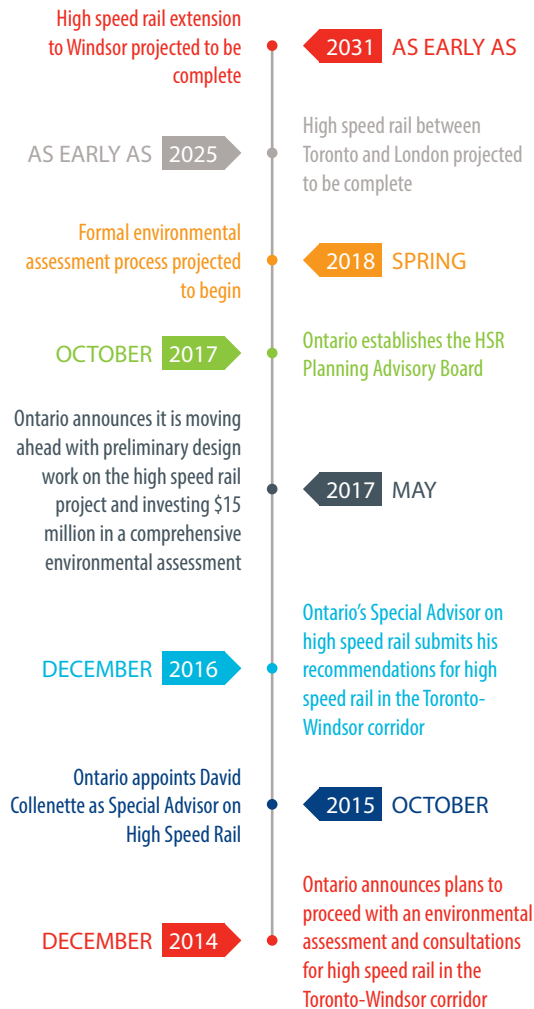 High speed rail extension
to Windsor projected to be
complete
2031 AS EARLY AS
AS EARLY AS 2025
High speed rail between
Toronto and London projected
to be complete
Formal environmental
assessment process projected
to begin
2018 SPRING
OCTOBER 2017
Ontario establishes the HSR
Planning Advisory Board
Ontario announces it is moving
ahead with preliminary design
work on the high speed rail
project and investing $15
million in a comprehensive
environmental assessment
2017 MAY
DECEMBER 2016
Ontario’s Special Advisor on
high speed rail submits his
recommendations for high
speed rail in the Toronto-
Windsor corridor
Ontario appoints David
Collenette as Special Advisor on
High Speed Rail
2015 OCTOBER
DECEMBER 2014
Ontario announces plans to
proceed with an environmental
assessment and consultations
for high speed rail in the
Toronto-Windsor corridor